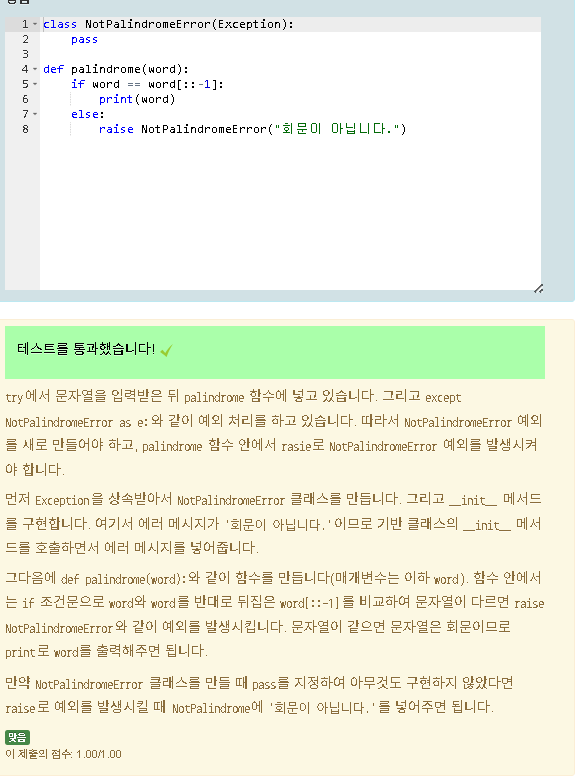 1 class NotPalindromeError(Exception):
2     pass
3
4 def palindrome(word):
5     if word == word[::-1]:
6         print(word)
7     else:
8         raise NotPalindromeError("회문이 아닙니다.")
테스트를 통과했습니다!
try에서 문자열을 입력받은 뒤 palindrome 함수에 넣고 있습니다. 그리고 except
NotPalindromeError as e:와 같이 예외 처리를 하고 있습니다. 따라서 NotPalindromeError 예외
를 새로 만들어야 하고, palindrome 함수 안에서 rasie로 NotPalindromeError 예외를 발생시켜
야 합니다.
먼저 Exception을 상속받아서 NotPalindromeError 클래스를 만듭니다. 그리고 __init__ 메서드
를 구현합니다. 여기서 에러 메시지가 '회문이 아닙니다.'이므로 기반 클래스의 __init__ 메서
드를 호출하면서 에러 메시지를 넣어줍니다.
그다음에 def palindrome(word):와 같이 함수를 만듭니다(매개변수는 이하 word). 함수 안에서
는 if 조건문으로 word와 word를 반대로 뒤집은 word[::-1]를 비교하여 문자열이 다르면 raise
NotPalindromeError와 같이 예외를 발생시킵니다. 문자열이 같으면 문자열은 회문이므로
print로 word를 출력해주면 됩니다.
만약 NotPalindromeError 클래스를 만들 때 pass를 지정하여 아무것도 구현하지 않았다면
raise로 예외를 발생시킬 때 NotPalindrome에 '회문이 아닙니다.'를 넣어주면 됩니다.
맞음
이 제출의 점수: 1.00/1.00